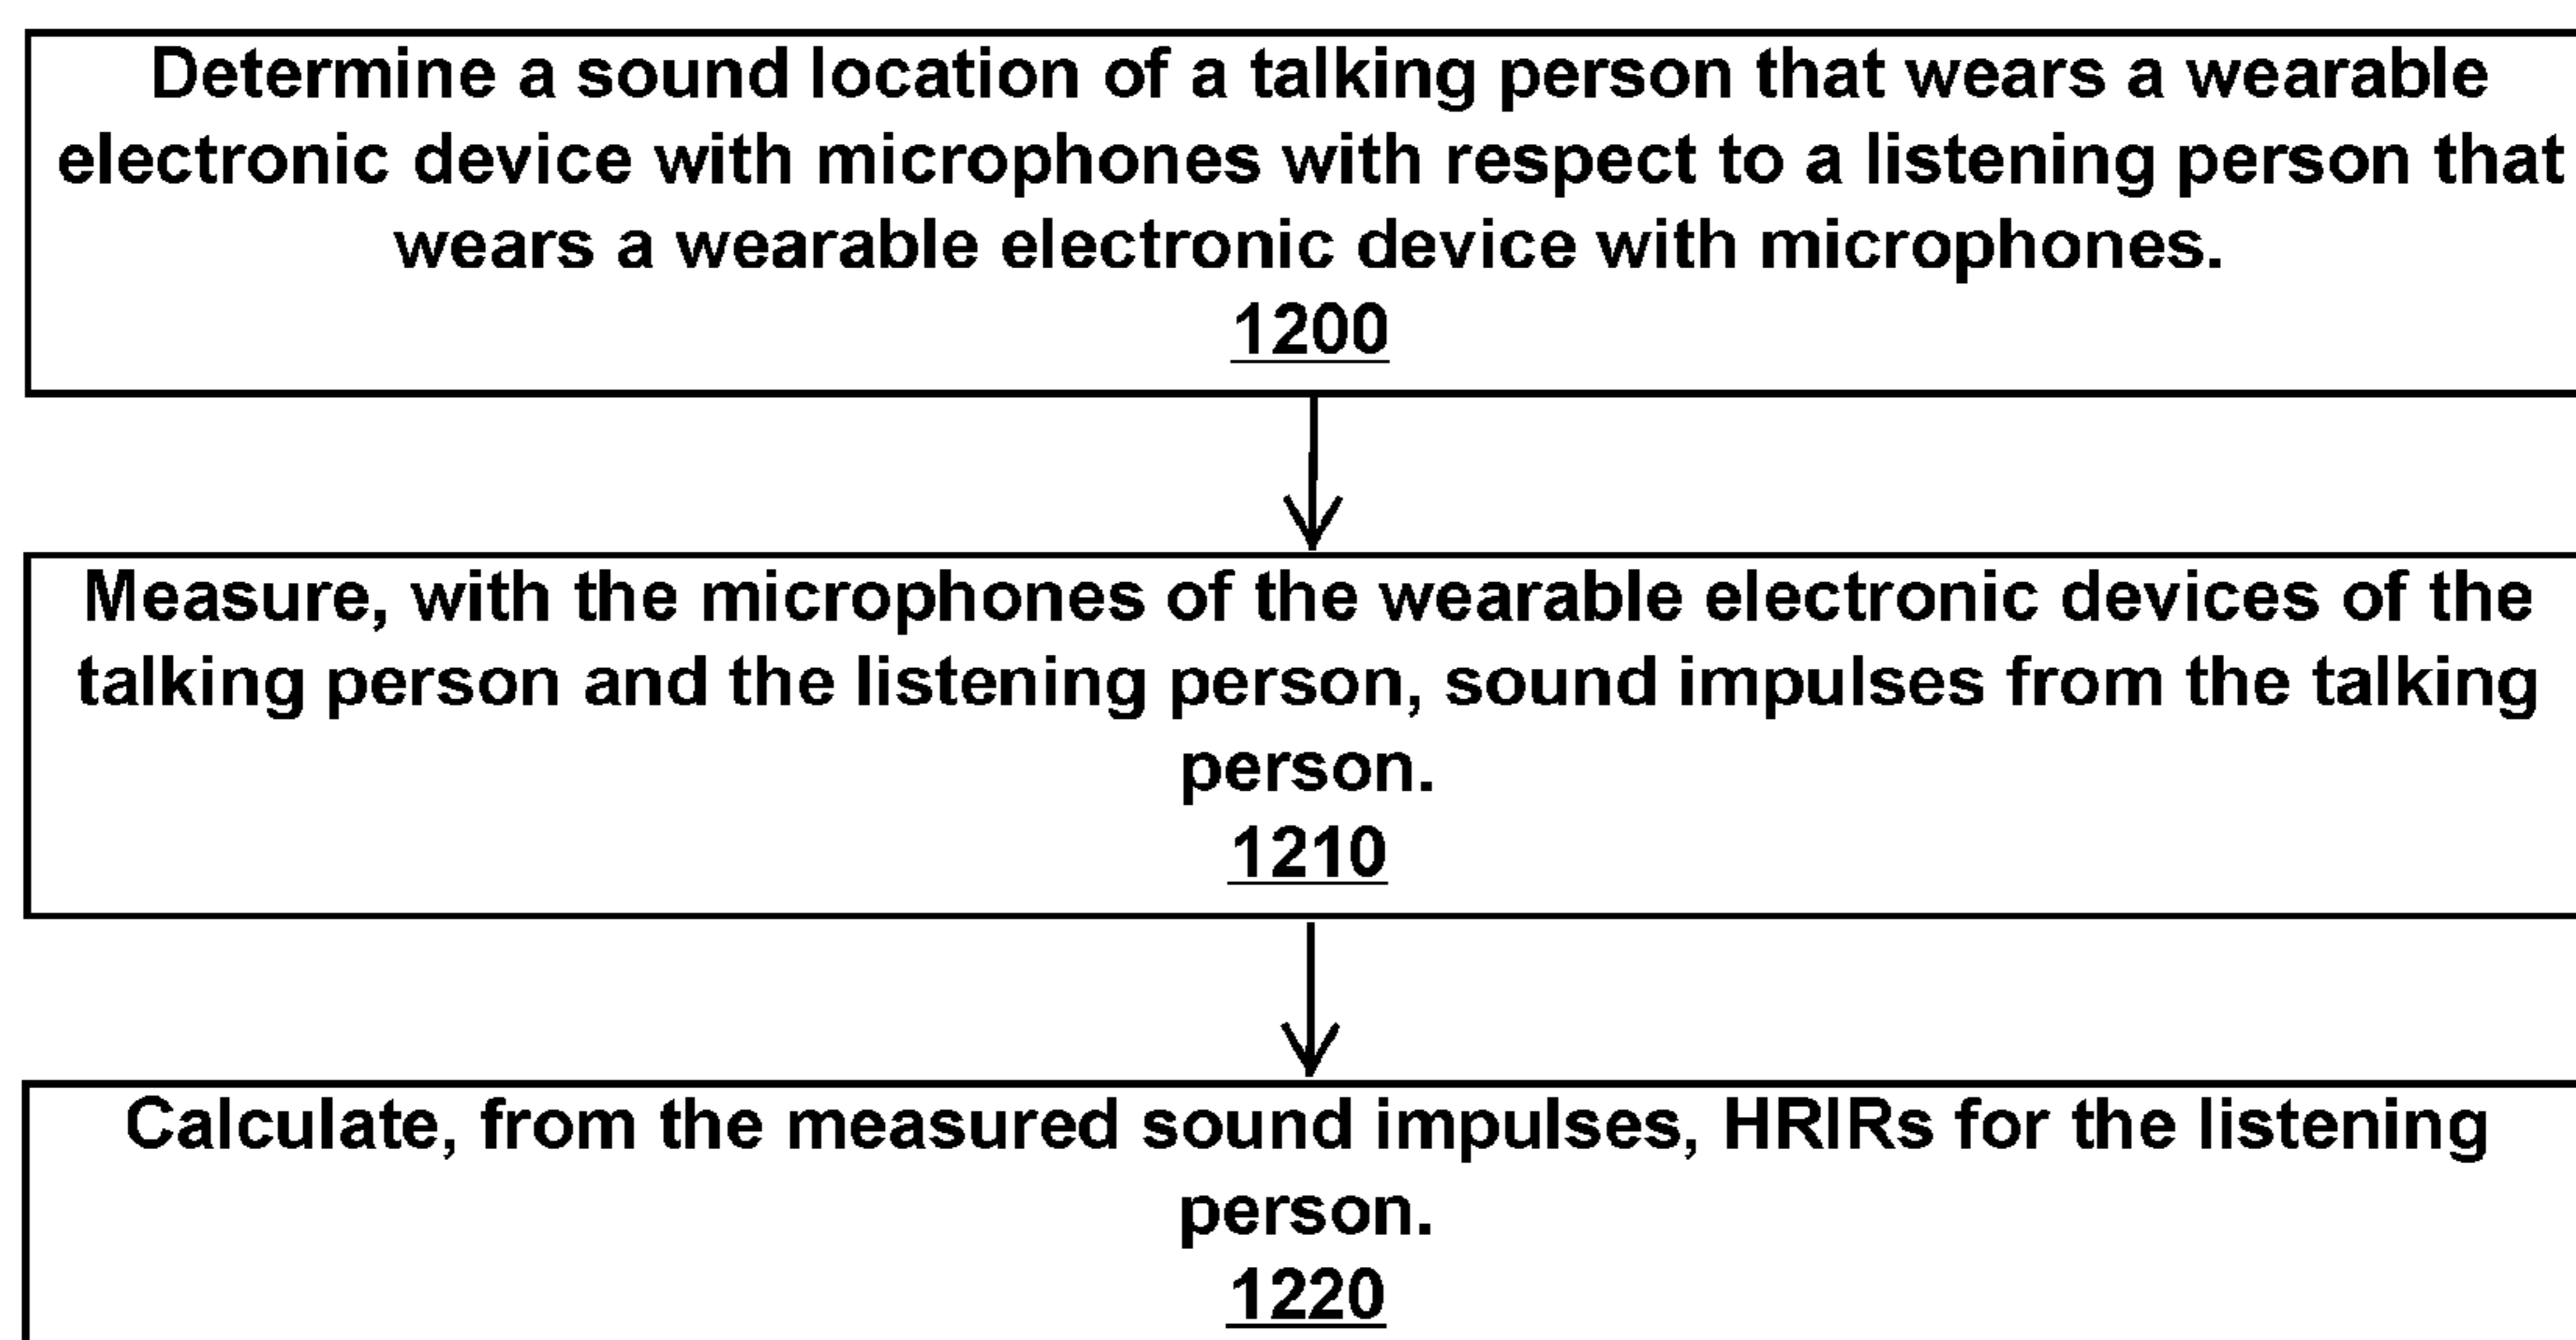 Determine a sound location of a talking person that wears a wearable
electronic device with microphones with respect to a listening person that
wears a wearable electronic device with microphones.
1200
Measure, with the microphones of the wearable electronic devices of the
talking person and the listening person, sound impulses from the talking
person.
1210
Calculate, from the measured sound impulses, HRIRs for the listening
person.
1220